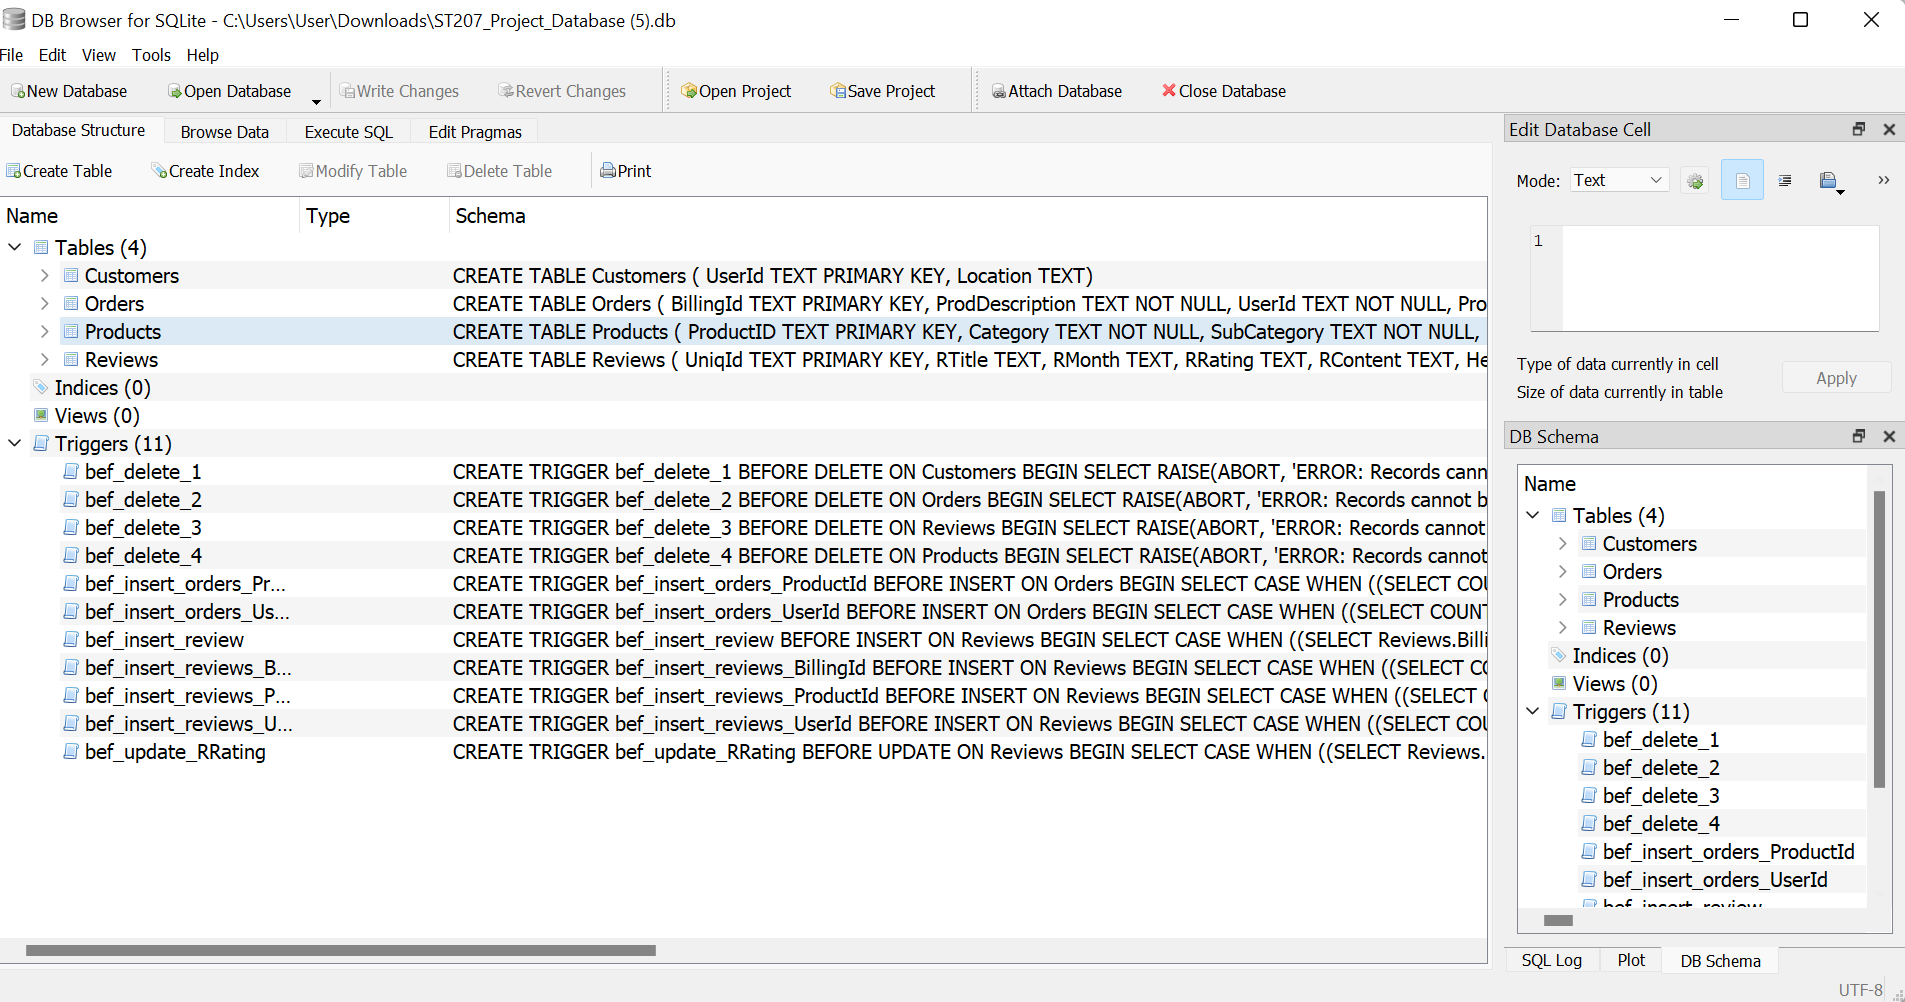 DB Browser for SQLite - C:\Users\User\Downloads\ST207_Project_Database (5).db
File Edit View Tools Help
New Database Open Database Write Changes Revert Changes Open Project Save Project Attach Database Close Database
Database Structure Browse Data Execute SQL Edit Pragmas
Create Table Create Index Modify Table Delete Table Print
Name Type Schema
Tables (4)
Customers CREATE TABLE Customers ( UserId TEXT PRIMARY KEY, Location TEXT)
Orders CREATE TABLE Orders ( BillingId TEXT PRIMARY KEY, ProdDescription TEXT NOT NULL, UserId TEXT NOT NULL, Pro
Products CREATE TABLE Products ( ProductID TEXT PRIMARY KEY, Category TEXT NOT NULL, SubCategory TEXT NOT NULL,
Reviews CREATE TABLE Reviews ( UniqId TEXT PRIMARY KEY, RTitle TEXT, RMonth TEXT, RRating TEXT, RContent TEXT, He
Indices (0)
Views (0)
Triggers (11)
bef_delete_1 CREATE TRIGGER bef_delete_1 BEFORE DELETE ON Customers BEGIN SELECT RAISE(ABORT, 'ERROR: Records cann
bef_delete_2 CREATE TRIGGER bef_delete_2 BEFORE DELETE ON Orders BEGIN SELECT RAISE(ABORT, 'ERROR: Records cannot b
bef_delete_3 CREATE TRIGGER bef_delete_3 BEFORE DELETE ON Reviews BEGIN SELECT RAISE(ABORT, 'ERROR: Records cannot
bef_delete_4 CREATE TRIGGER bef_delete_4 BEFORE DELETE ON Products BEGIN SELECT RAISE(ABORT, 'ERROR: Records cannot
bef_insert_orders_Pr... CREATE TRIGGER bef_insert_orders_ProductId BEFORE INSERT ON Orders BEGIN SELECT CASE WHEN ((SELECT COU
bef_insert_orders_Us... CREATE TRIGGER bef_insert_orders_UserId BEFORE INSERT ON Orders BEGIN SELECT CASE WHEN ((SELECT COUNT
bef_insert_review CREATE TRIGGER bef_insert_review BEFORE INSERT ON Reviews BEGIN SELECT CASE WHEN ((SELECT Reviews.Billi
bef_insert_reviews_B... CREATE TRIGGER bef_insert_reviews_BillingId BEFORE INSERT ON Reviews BEGIN SELECT CASE WHEN ((SELECT CO
bef_insert_reviews_P... CREATE TRIGGER bef_insert_reviews_ProductId BEFORE INSERT ON Reviews BEGIN SELECT CASE WHEN ((SELECT C
bef_insert_reviews_U... CREATE TRIGGER bef_insert_reviews_UserId BEFORE INSERT ON Reviews BEGIN SELECT CASE WHEN ((SELECT COU
bef_update_RRating CREATE TRIGGER bef_update_RRating BEFORE UPDATE ON Reviews BEGIN SELECT CASE WHEN ((SELECT Reviews.
Edit Database Cell
Mode: Text
1
Type of data currently in cell
Size of data currently in table
Apply
DB Schema
Name
Tables (4)
Customers
Orders
Products
Reviews
Indices (0)
Views (0)
Triggers (11)
bef_delete_1
bef_delete_2
bef_delete_3
bef_delete_4
bef_insert_orders_ProductId
bef_insert_orders_UserId
bef_insert_review
SQL Log Plot DB Schema
UTF-8